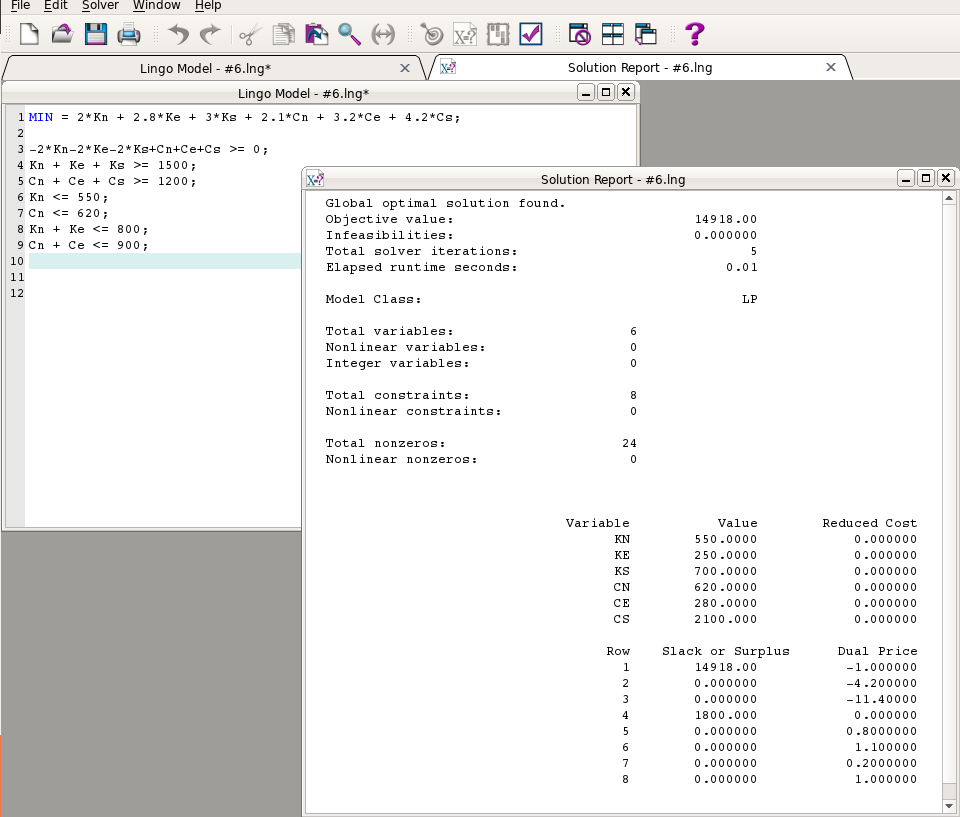 File Edit Solver Window Help
Lingo Model - #6.lng*
Solution Report - #6.lng
Lingo Model - #6.lng*
1 MIN = 2*Kn + 2.8*Ke + 3*Ks + 2.1*Cn + 3.2*Ce + 4.2*Cs;
2
3 -2*Kn-2*Ke-2*Ks+Cn+Ce+Cs >= 0;
4 Kn + Ke + Ks >= 1500;
5 Cn + Ce + Cs >= 1200;
6 Kn <= 550;
7 Cn <= 620;
8 Kn + Ke <= 800;
9 Cn + Ce <= 900;
10
11
12
Solution Report - #6.lng
Global optimal solution found.
Objective value: 14918.00
Infeasibilities: 0.000000
Total solver iterations: 5
Elapsed runtime seconds: 0.01
Model Class: LP
Total variables: 6
Nonlinear variables: 0
Integer variables: 0
Total constraints: 8
Nonlinear constraints: 0
Total nonzeros: 24
Nonlinear nonzeros: 0
Variable Value Reduced Cost
KN 550.0000 0.000000
KE 250.0000 0.000000
KS 700.0000 0.000000
CN 620.0000 0.000000
CE 280.0000 0.000000
CS 2100.000 0.000000
Row Slack or Surplus Dual Price
1 14918.00 -1.000000
2 0.000000 -4.200000
3 0.000000 -11.40000
4 1800.000 0.000000
5 0.000000 0.8000000
6 0.000000 1.100000
7 0.000000 0.2000000
8 0.000000 1.000000